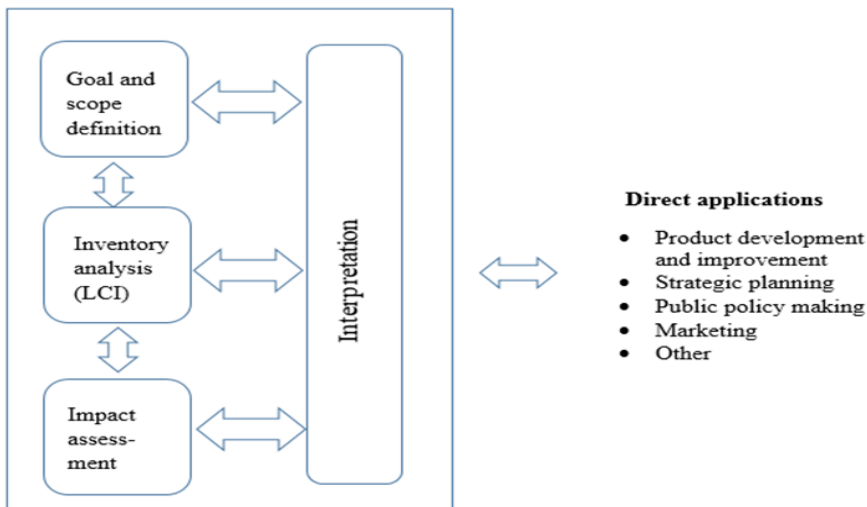 Goal and
scope
definition
Inventory
analysis
(LCI)
Impact
assess-
ment
Interpretation
Direct applications
• Product development
and improvement
• Strategic planning
• Public policy making
• Marketing
• Other